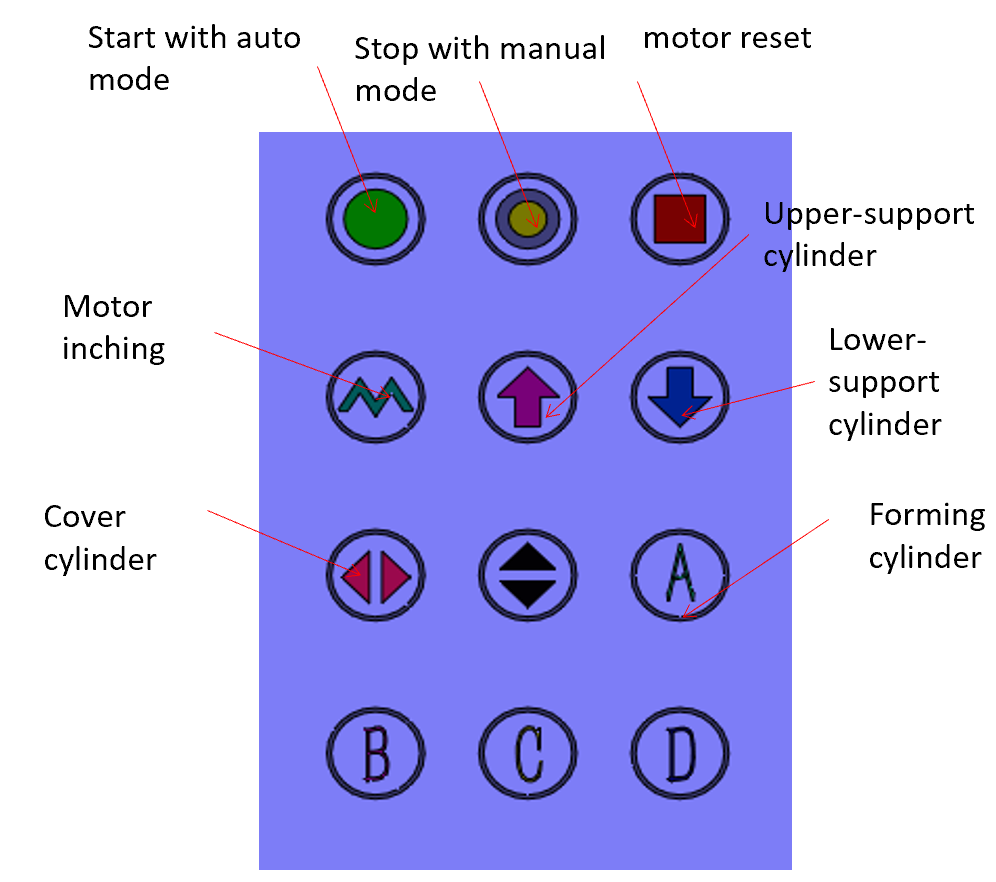 Start with auto
mode
Stop with manual
mode
motor reset
Upper-support
cylinder
Motor
inching
Lower-
support
cylinder
Cover
cylinder
Forming
cylinder
A
B
C
D